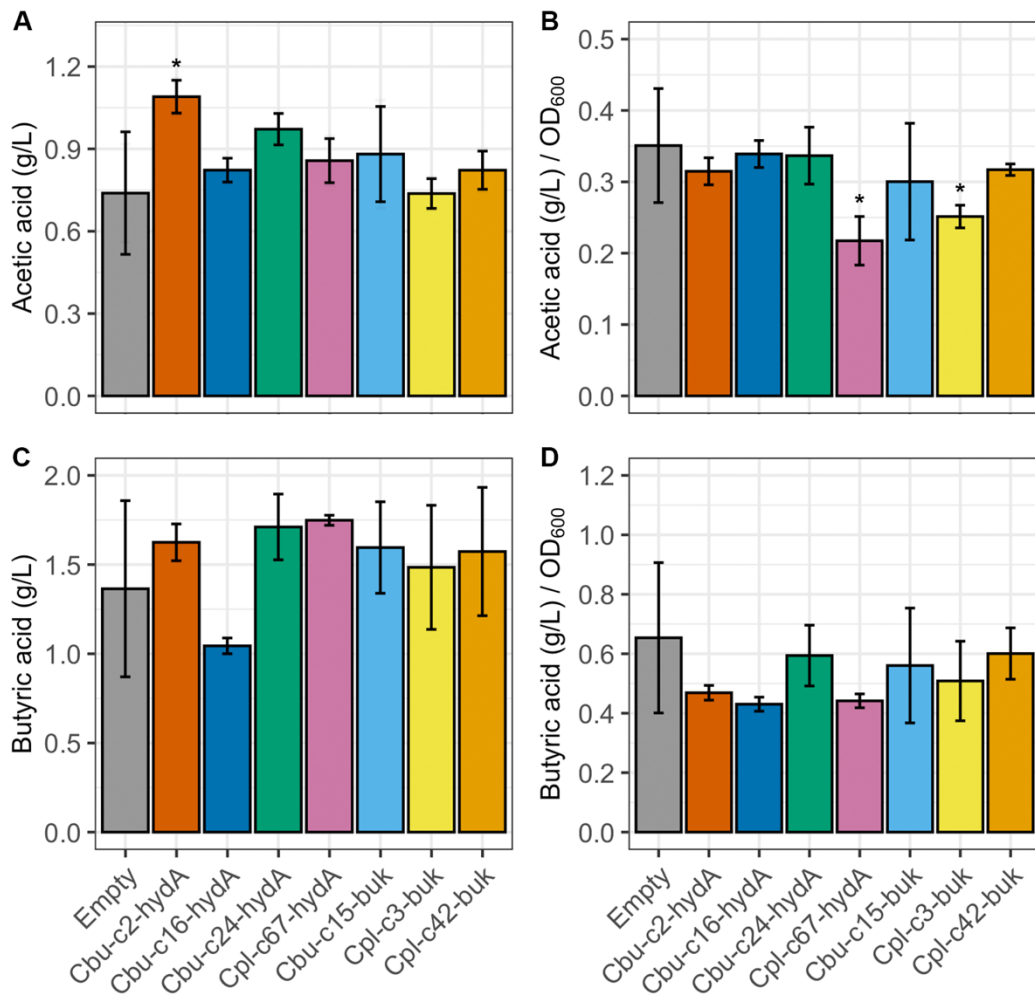 A
Acetic acid (g/L)
1.2
0.9
0.6
0.3
0.0
*
B
Acetic acid (g/L) / OD600
0.5
0.4
0.3
0.2
0.1
0.0
*
*
C
Butyric acid (g/L)
2.0
1.5
1.0
0.5
0.0
Empty
Cbu-c2-hydA
Cbu-c16-hydA
Cbu-c24-hydA
Cpl-c67-hydA
Cbu-c15-buk
Cpl-c3-buk
Cpl-c42-buk
D
Butyric acid (g/L) / OD600
1.2
1.0
0.8
0.6
0.4
0.2
0.0
Empty
Cbu-c2-hydA
Cbu-c16-hydA
Cbu-c24-hydA
Cpl-c67-hydA
Cbu-c15-buk
Cpl-c3-buk
Cpl-c42-buk